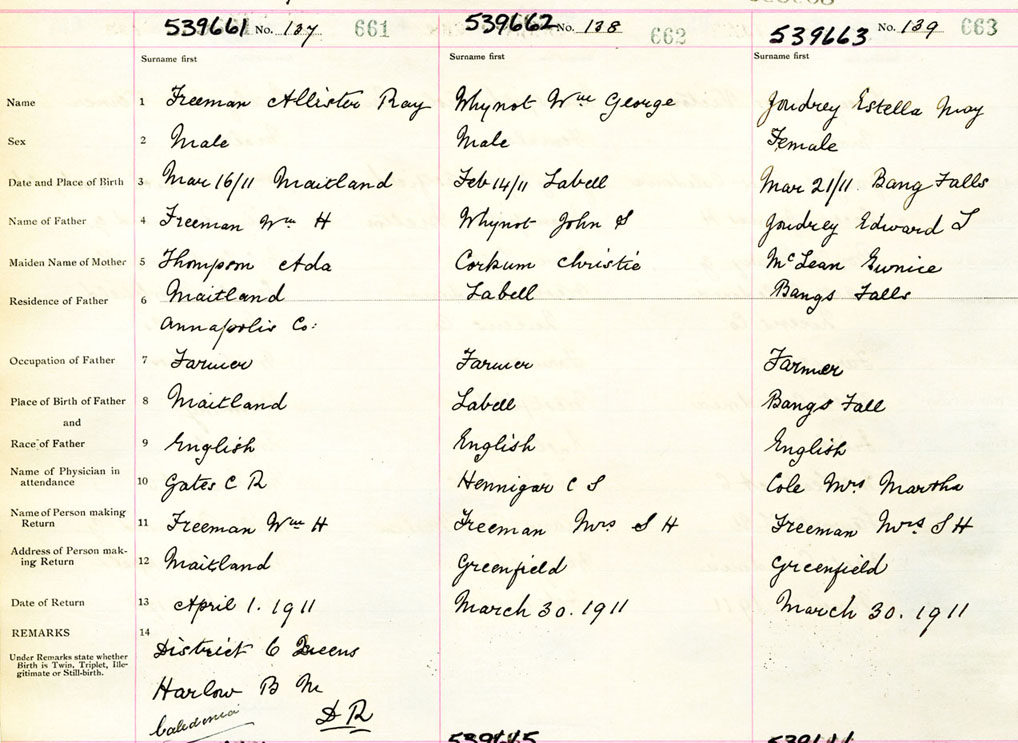 539661 No. 137 661 539662 No. 138 662 539663 No. 139 663
Surname first Surname first Surname first
Name 1 Freeman Allister Ray Whynot Wm George Joudrey Estella May
Sex 2 Male Male Female
Date and Place of Birth 3 Mar 16/11 Maitland Feb 14/11 Labell Mar 21/11 Bang Falls
Name of Father 4 Freeman Wm H Whynot John S Joudrey Edward T
Maiden Name of Mother 5 Thompson Ada Corkum Christie McLean Eunice
Residence of Father 6 Maitland Labell Bangs Falls
Annapolis Co:
Occupation of Father 7 Farmer Farmer Farmer
Place of Birth of Father 8 Maitland Labell Bangs Fall
and
Race of Father 9 English English English
Name of Physician in
attendance 10 Gates C R Hennigar C S Cole Mrs Martha
Name of Person making
Return 11 Freeman Wm H Freeman Mrs S H Freeman Mrs S H
Address of Person mak-
ing Return 12 Maitland Greenfield Greenfield
Date of Return 13 April 1. 1911 March 30. 1911 March 30. 1911
REMARKS 14
Under Remarks state whether
Birth is Twin, Triplet, Ille-
gitimate or Still-birth.
District 6 Queens
Harlow B M
Caledonia D R